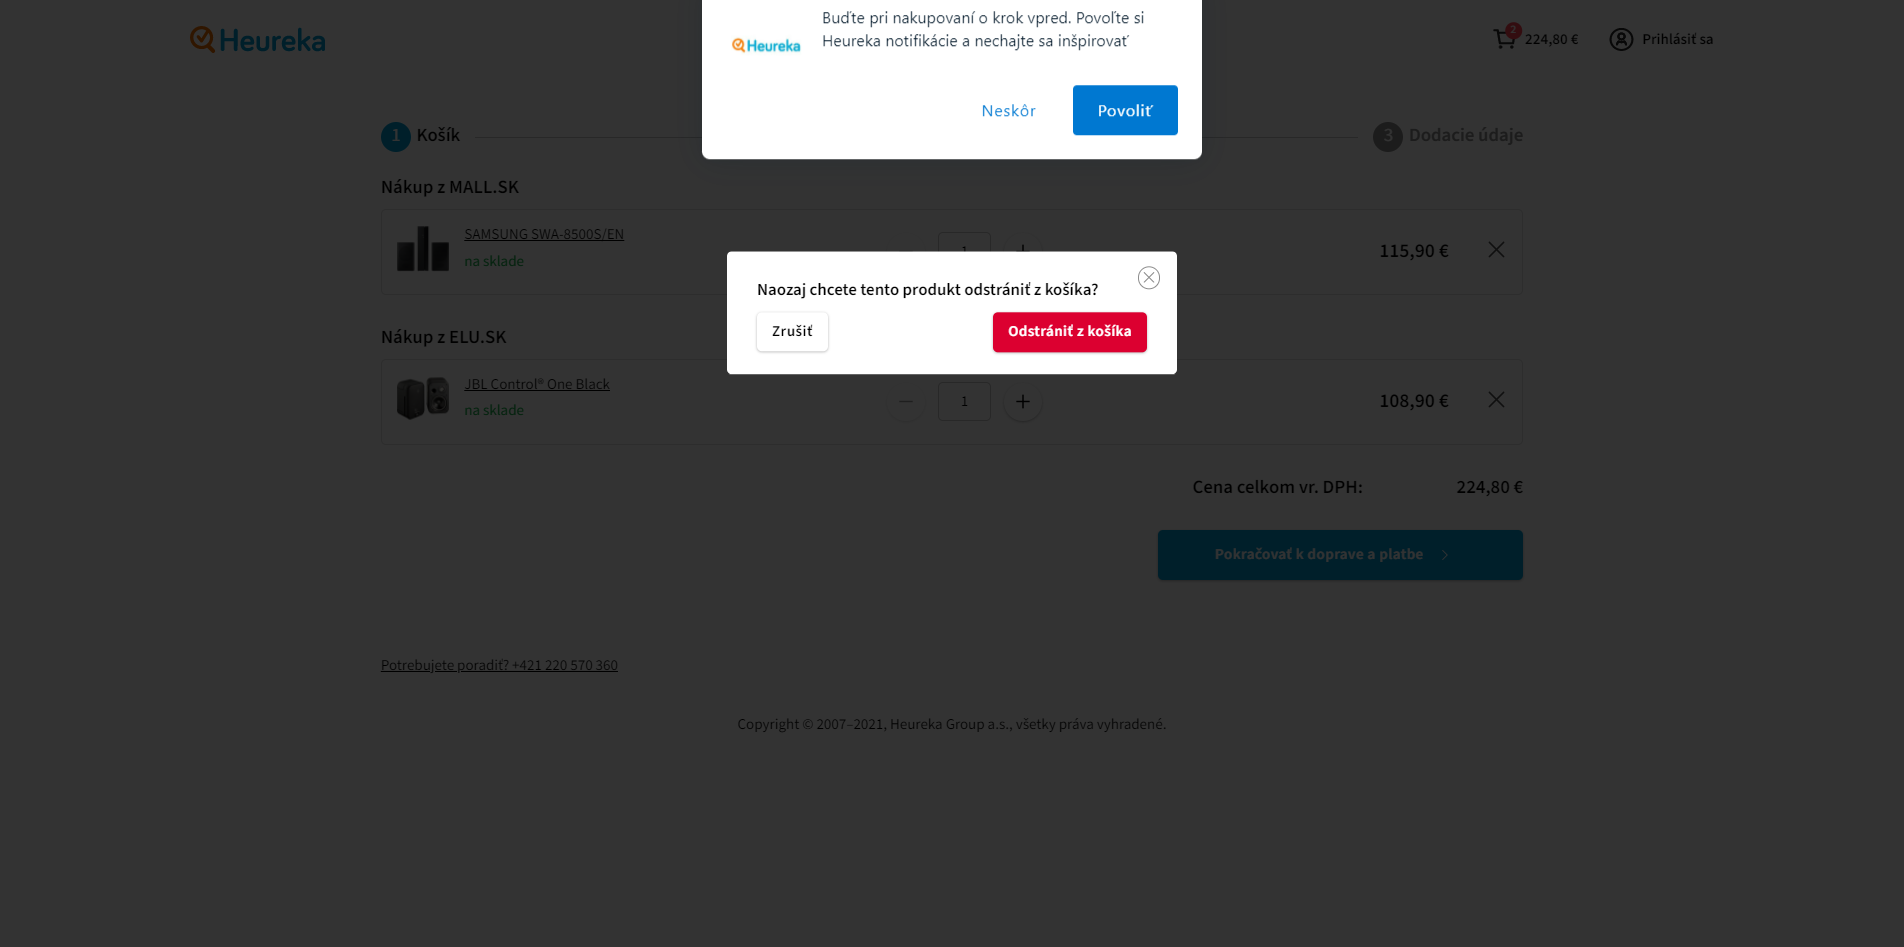 Buďte pri nakupovaní o krok vpred. Povoľte si
Heureka notifikácie a nechajte sa inšpirovať
Heureka
Neskôr
Povoliť
Heureka
2
224,80 €
Prihlásiť sa
1 Košík
3 Dodacie údaje
Nákup z MALL.SK
SAMSUNG SWA-8500S/EN
na sklade
115,90 €
Naozaj chcete tento produkt odstrániť z košíka?
Zrušiť
Odstrániť z košíka
Nákup z ELU.SK
JBL Control® One Black
na sklade
1
108,90 €
Cena celkom vr. DPH: 224,80 €
Pokračovať k doprave a platbe
Potrebujete poradiť? +421 220 570 360
Copyright © 2007–2021, Heureka Group a.s., všetky práva vyhradené.